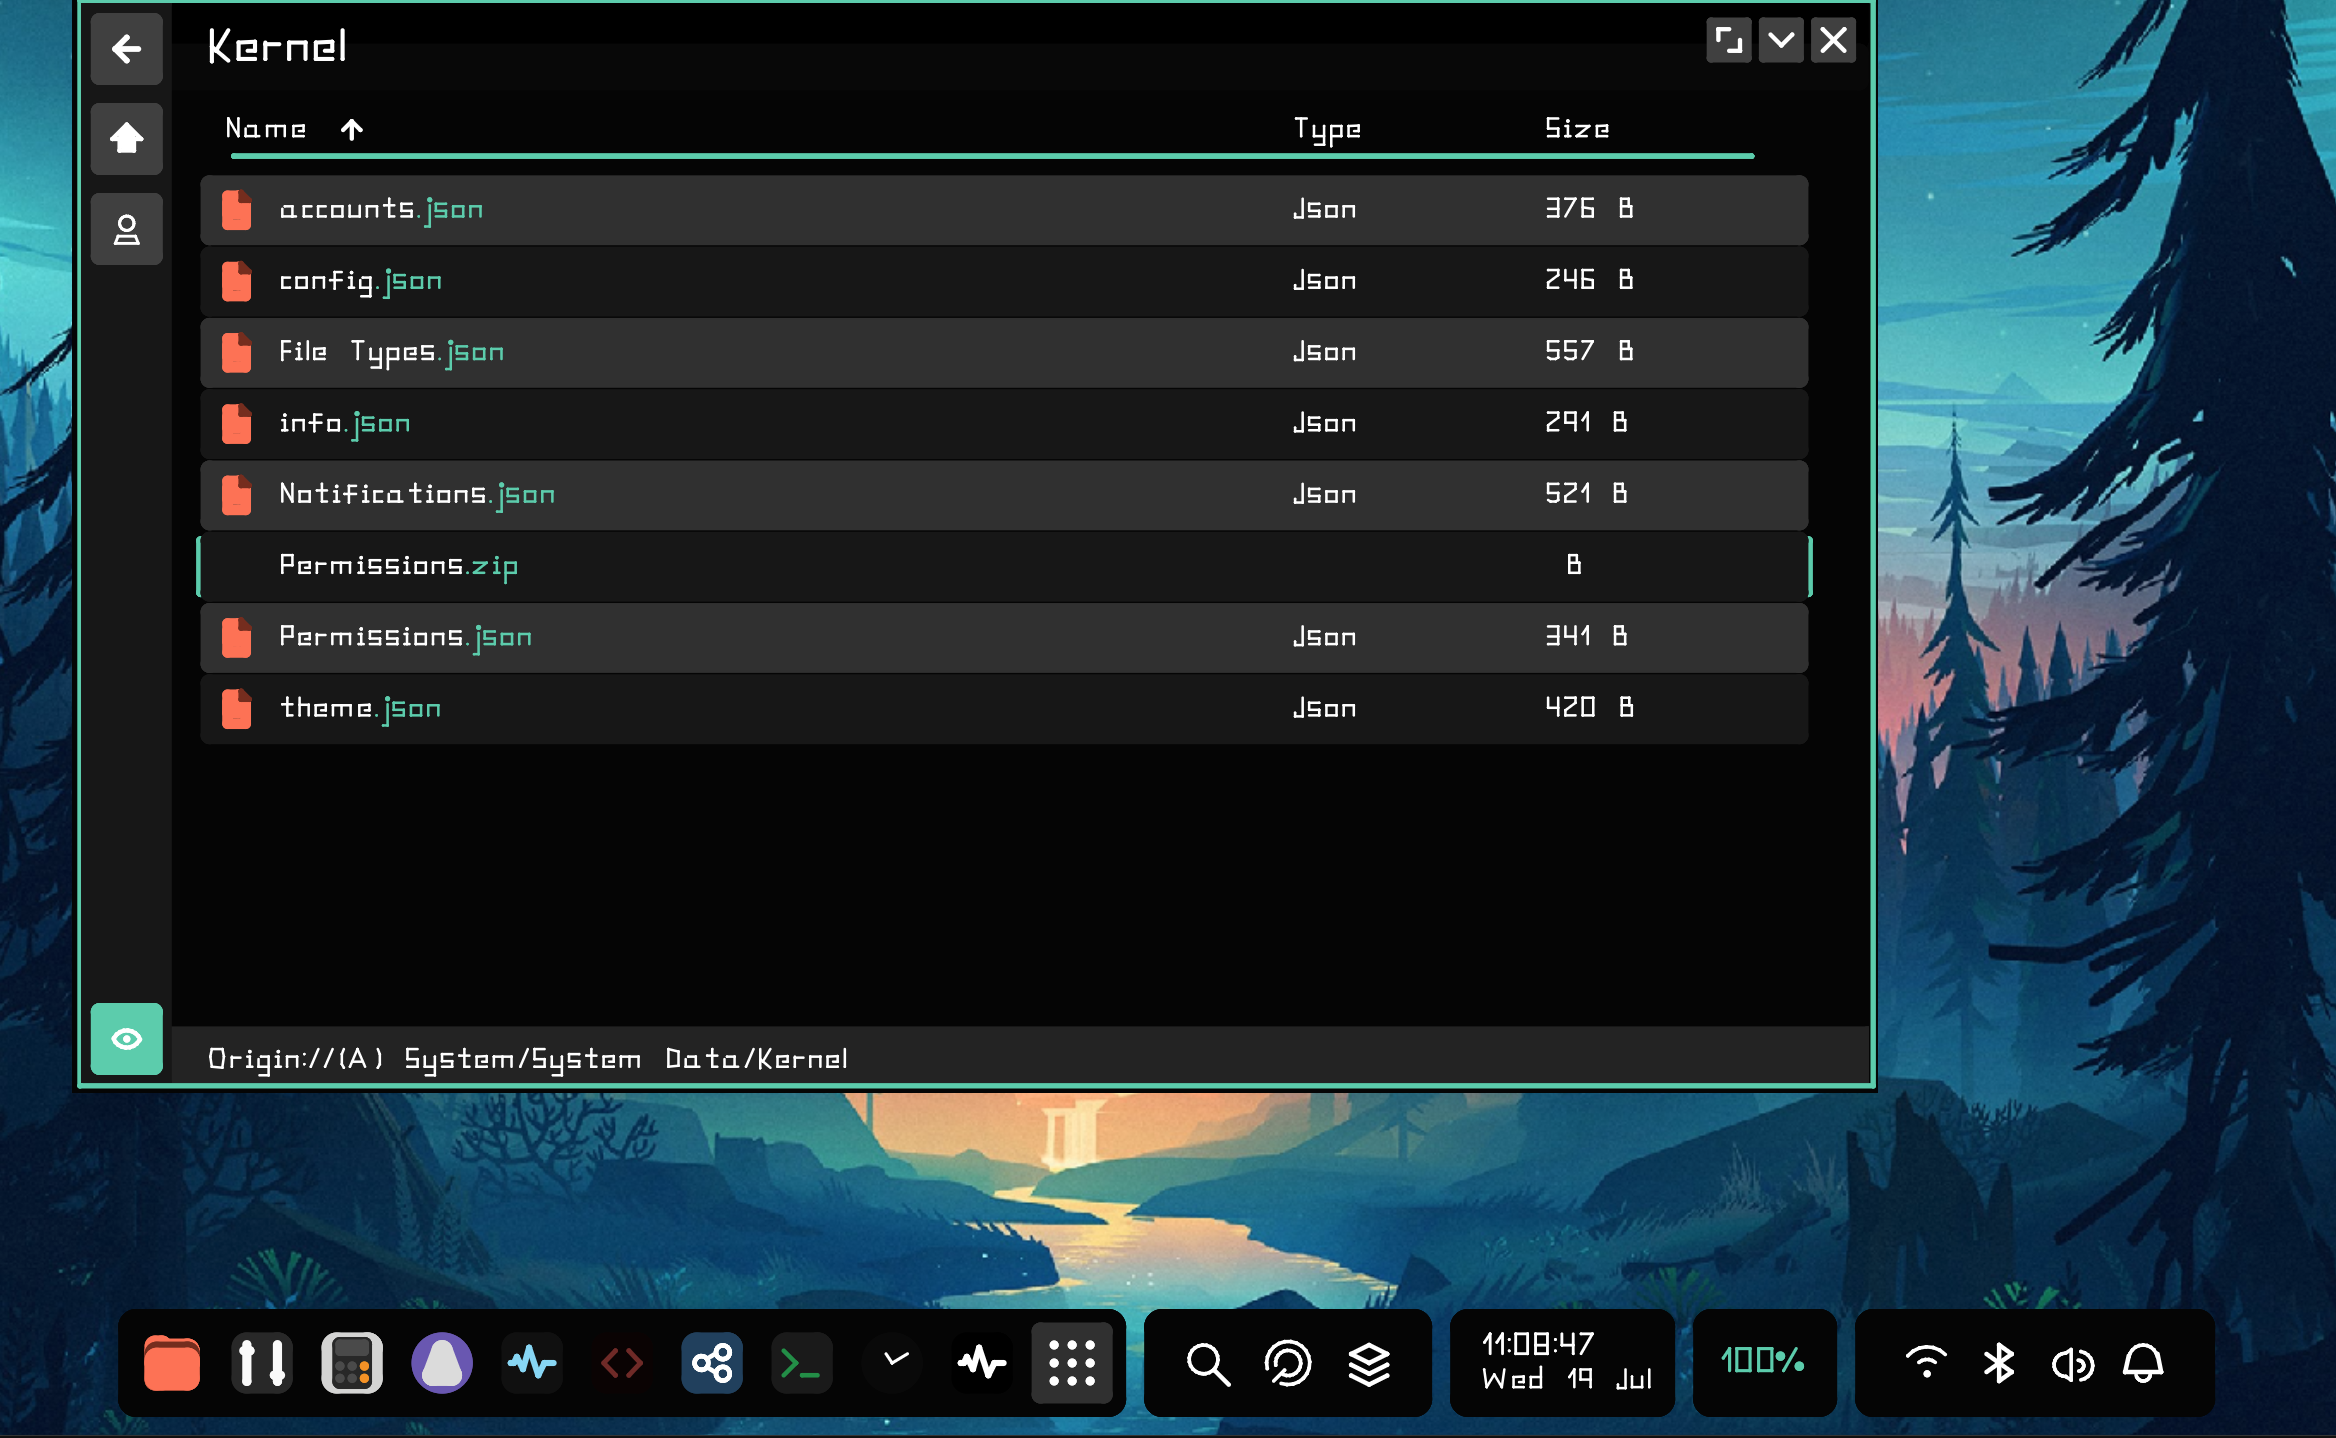 Kernel
Name Type Size
accounts.json Json 376 B
config.json Json 246 B
File Types.json Json 557 B
info.json Json 291 B
Notifications.json Json 521 B
Permissions.zip B
Permissions.json Json 341 B
theme.json Json 420 B
Origin://(A) System/System Data/Kernel
11:08:47
Wed 19 Jul
100%